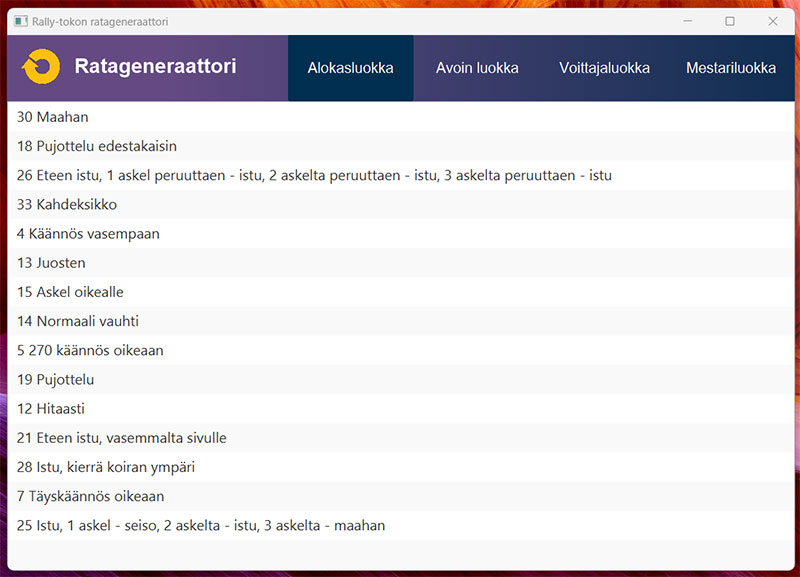 Rally-tokon ratageneraattori
Ratageneraattori
Alokasluokka
Avoin luokka
Voittajaluokka
Mestariluokka
30 Maahan
18 Pujottelu edestakaisin
26 Eteen istu, 1 askel peruuttaen - istu, 2 askelta peruuttaen - istu, 3 askelta peruuttaen - istu
33 Kahdeksikko
4 Käännös vasempaan
13 Juosten
15 Askel oikealle
14 Normaali vauhti
5 270 käännös oikeaan
19 Pujottelu
12 Hitaasti
21 Eteen istu, vasemmalta sivulle
28 Istu, kierrä koiran ympäri
7 Täyskäännös oikeaan
25 Istu, 1 askel - seiso, 2 askelta - istu, 3 askelta - maahan